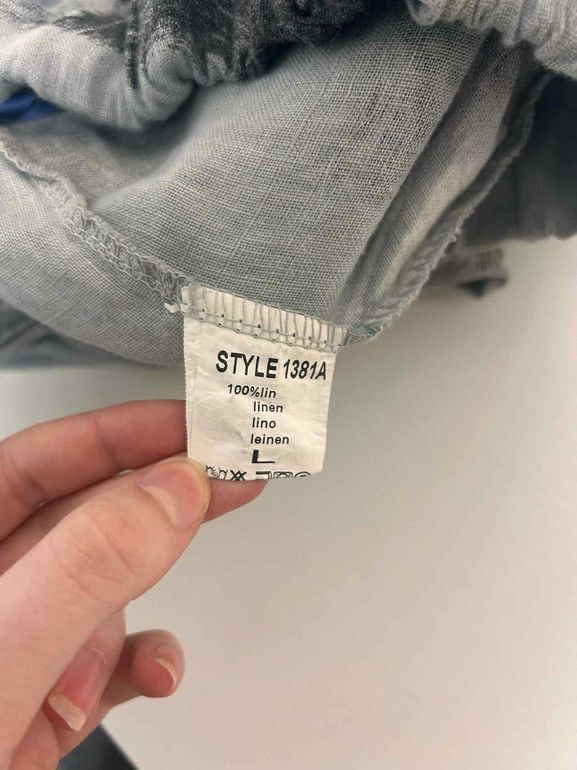 STYLE 1381A
100%lin
linen
lino
leinen
L